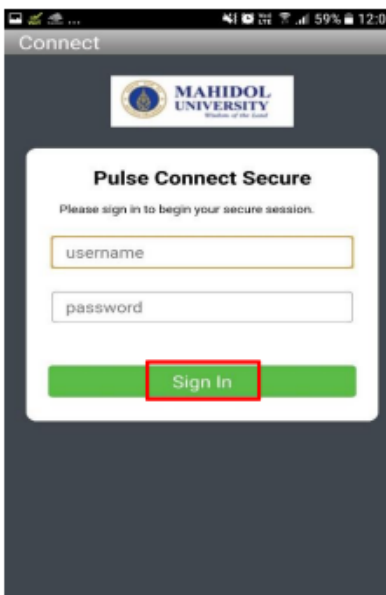 59% 12:0
Connect
MAHIDOL
UNIVERSITY
Wisdom of the Land
Pulse Connect Secure
Please sign in to begin your secure session.
username
password
Sign In